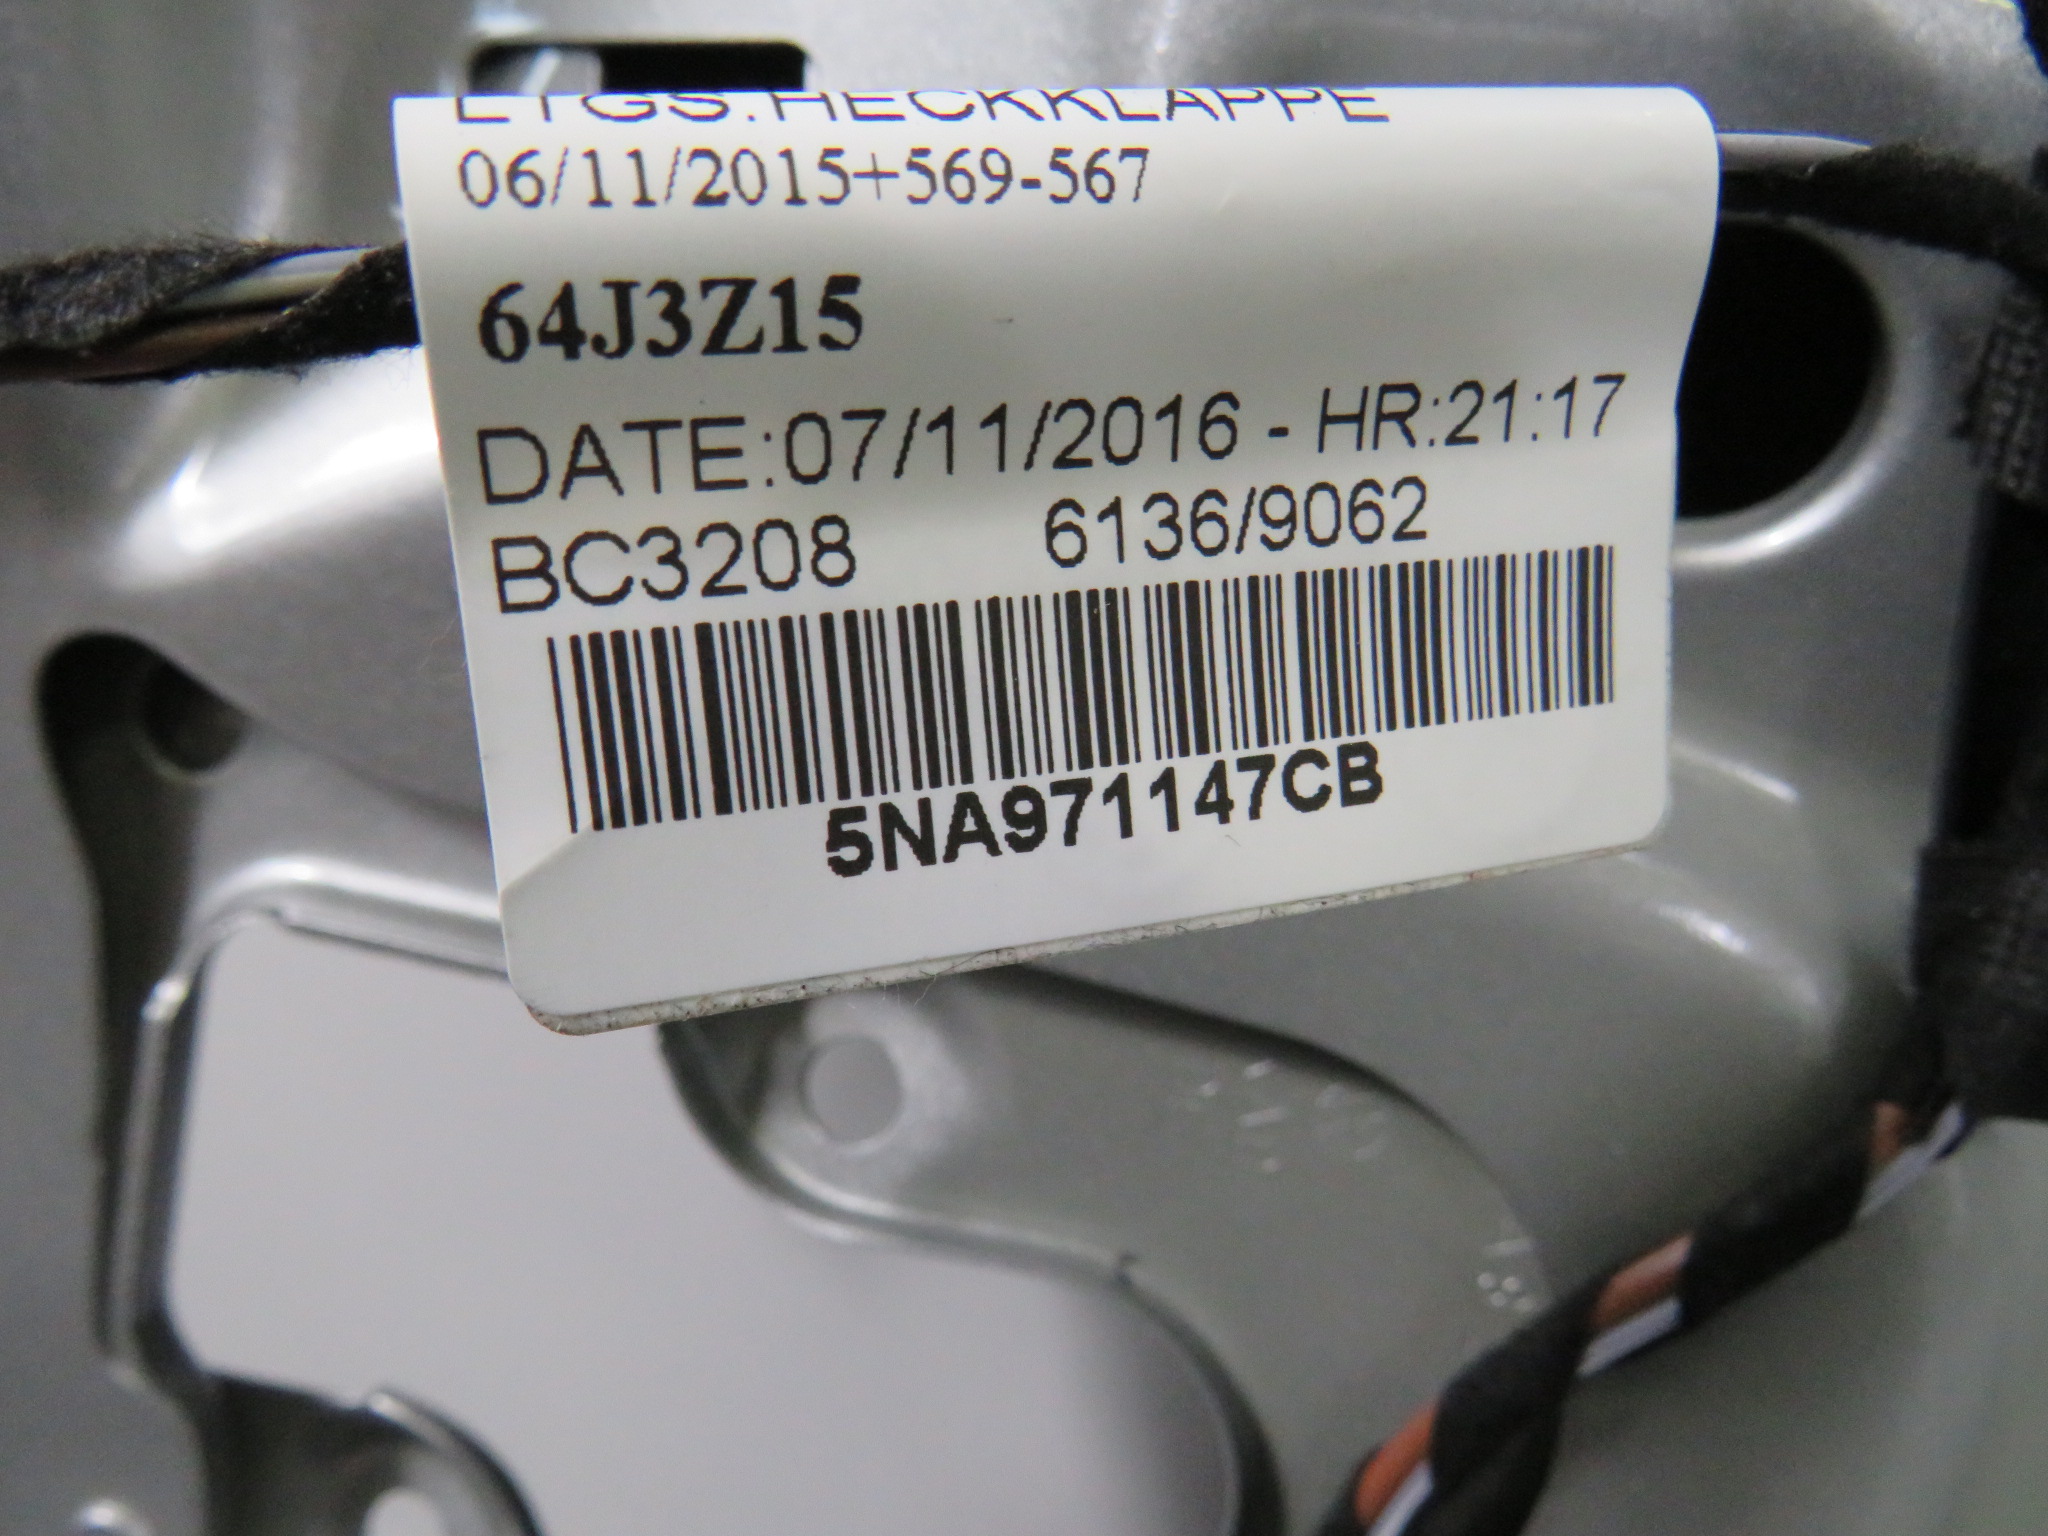 LTGS.HECKKLAPPE
06/11/2015+569-567
64J3Z15
DATE:07/11/2016 - HR:21:17
BC3208 6136/9062
5NA971147CB